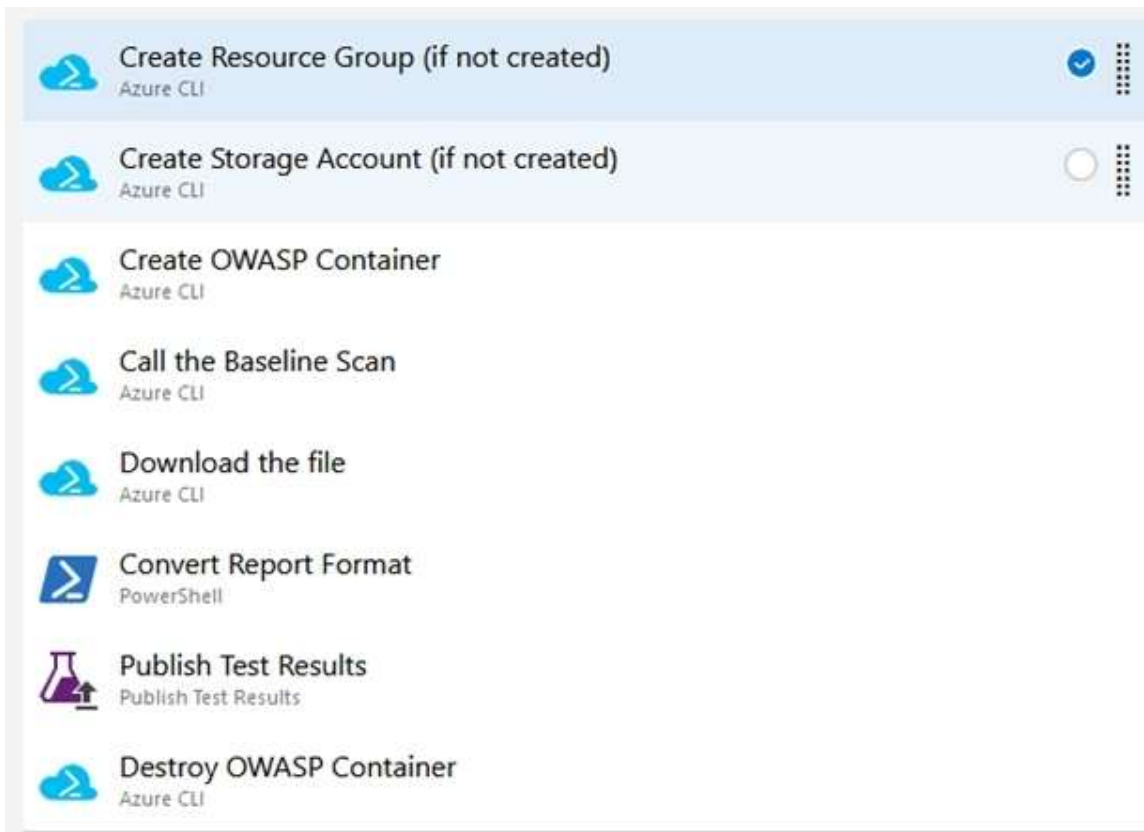 Create Resource Group (if not created)
Azure CLI
Create Storage Account (if not created)
Azure CLI
Create OWASP Container
Azure CLI
Call the Baseline Scan
Azure CLI
Download the file
Azure CLI
Convert Report Format
PowerShell
Publish Test Results
Publish Test Results
Destroy OWASP Container
Azure CLI